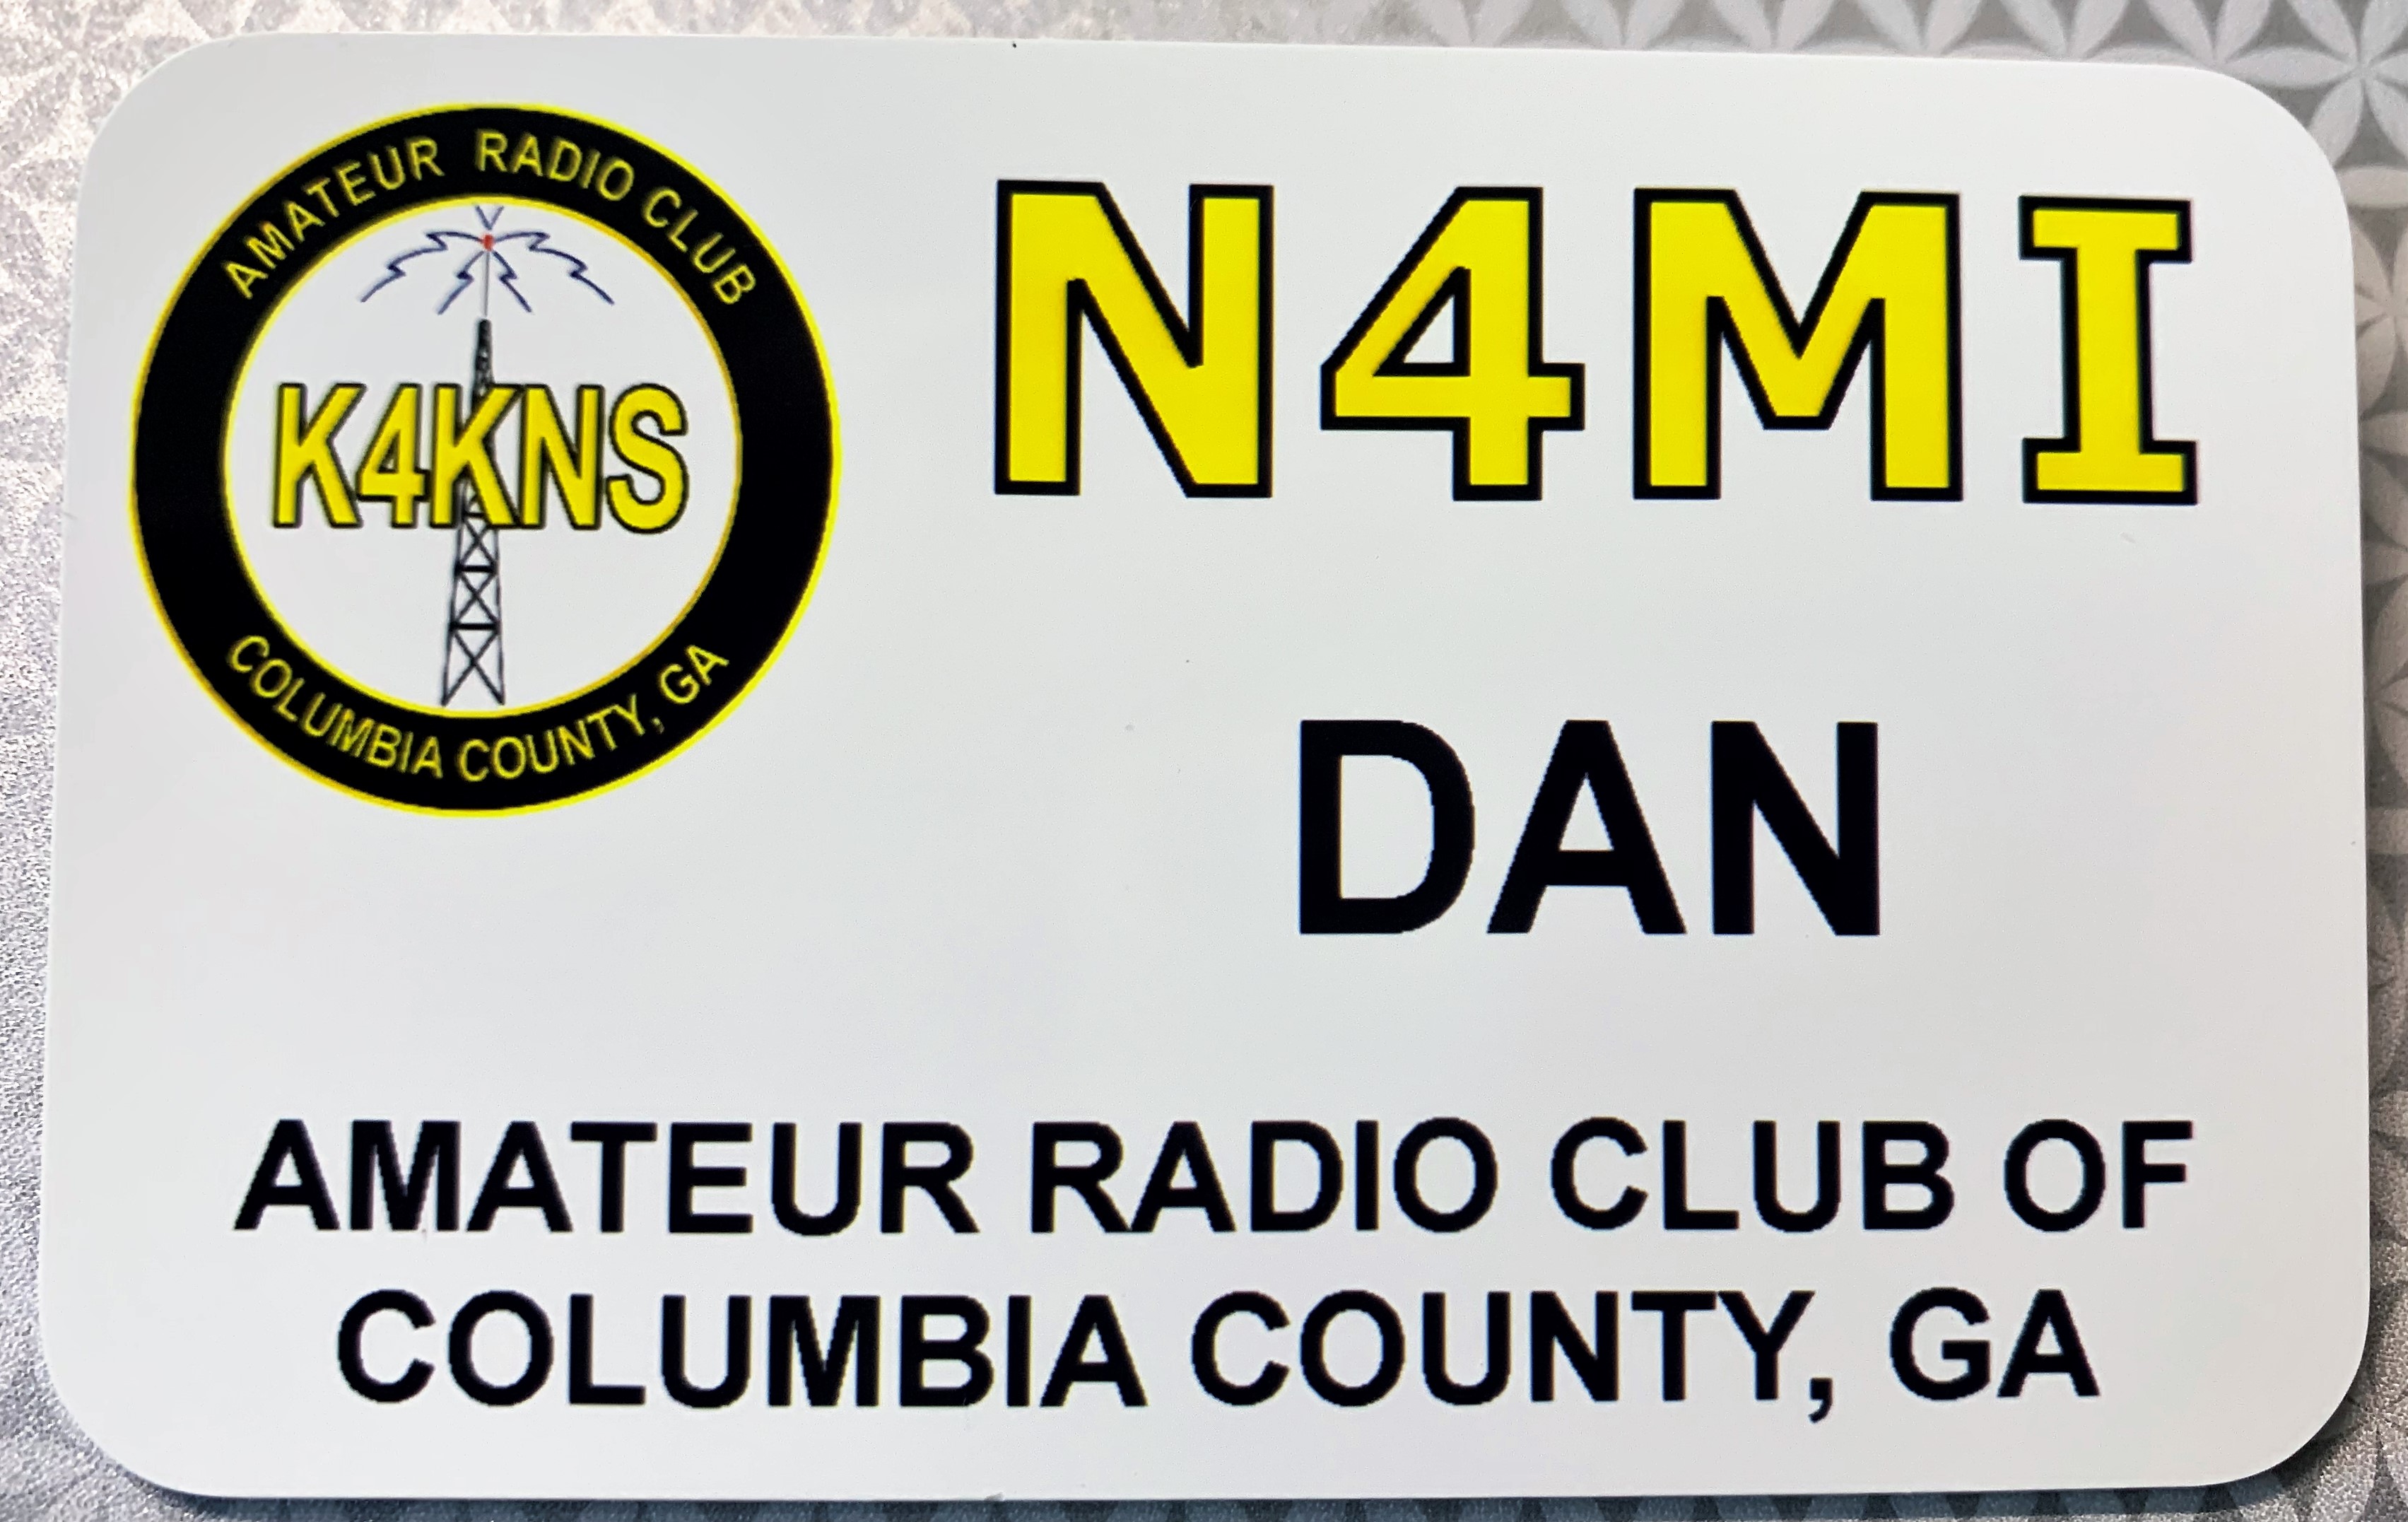 AMATEUR RADIO CLUB
K4KNS
COLUMBIA COUNTY, GA
N4MI
DAN
AMATEUR RADIO CLUB OF
COLUMBIA COUNTY, GA